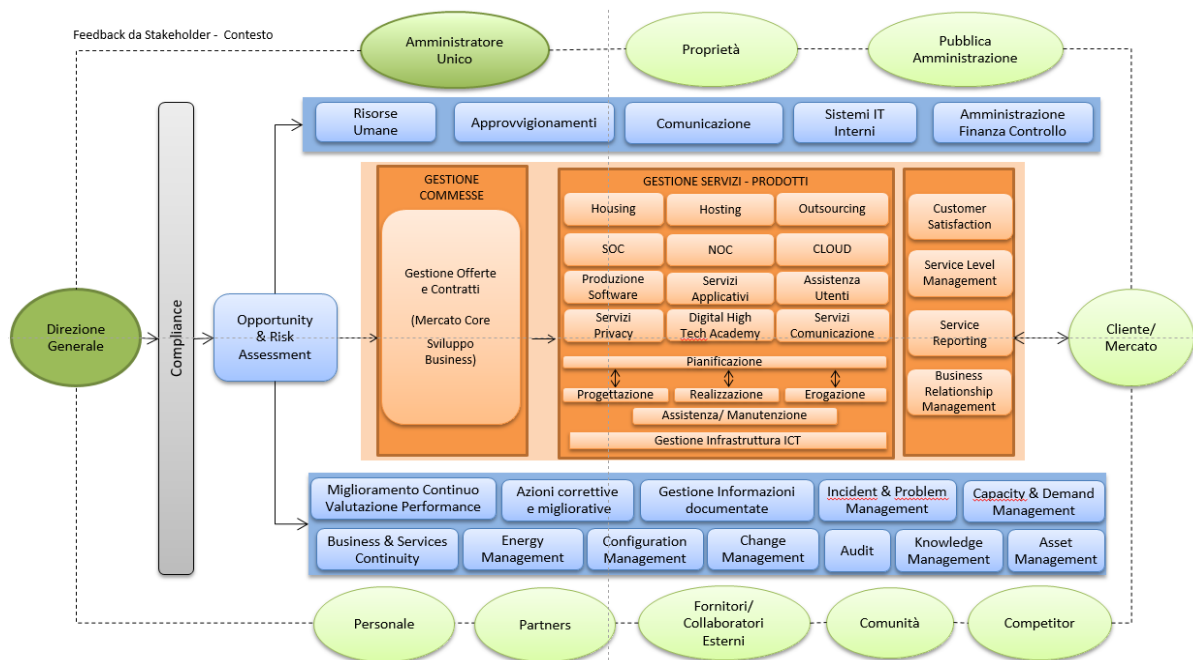 Feedback da Stakeholder - Contesto
Amministratore
Unico
Proprietà
Pubblica
Amministrazione
Risorse
Umane
Approvvigionamenti
Comunicazione
Sistemi IT
Interni
Amministrazione
Finanza Controllo
GESTIONE
COMMESSE
Gestione Offerte
e Contratti
(Mercato Core
Sviluppo
Business)
GESTIONE SERVIZI - PRODOTTI
Housing
Hosting
Outsourcing
SOC
NOC
CLOUD
Produzione
Software
Servizi
Applicativi
Assistenza
Utenti
Servizi
Privacy
Digital High
Tech Academy
Servizi
Comunicazione
Pianificazione
Progettazione
Realizzazione
Erogazione
Assistenza/ Manutenzione
Gestione Infrastruttura ICT
Customer
Satisfaction
Service Level
Management
Service
Reporting
Business
Relationship
Management
Direzione
Generale
Compliance
Opportunity
& Risk
Assessment
Cliente/
Mercato
Miglioramento Continuo
Valutazione Performance
Azioni correttive
e migliorative
Gestione Informazioni
documentate
Incident & Problem
Management
Capacity & Demand
Management
Business & Services
Continuity
Energy
Management
Configuration
Management
Change
Management
Audit
Knowledge
Management
Asset
Management
Personale
Partners
Fornitori/
Collaboratori
Esterni
Comunità
Competitor